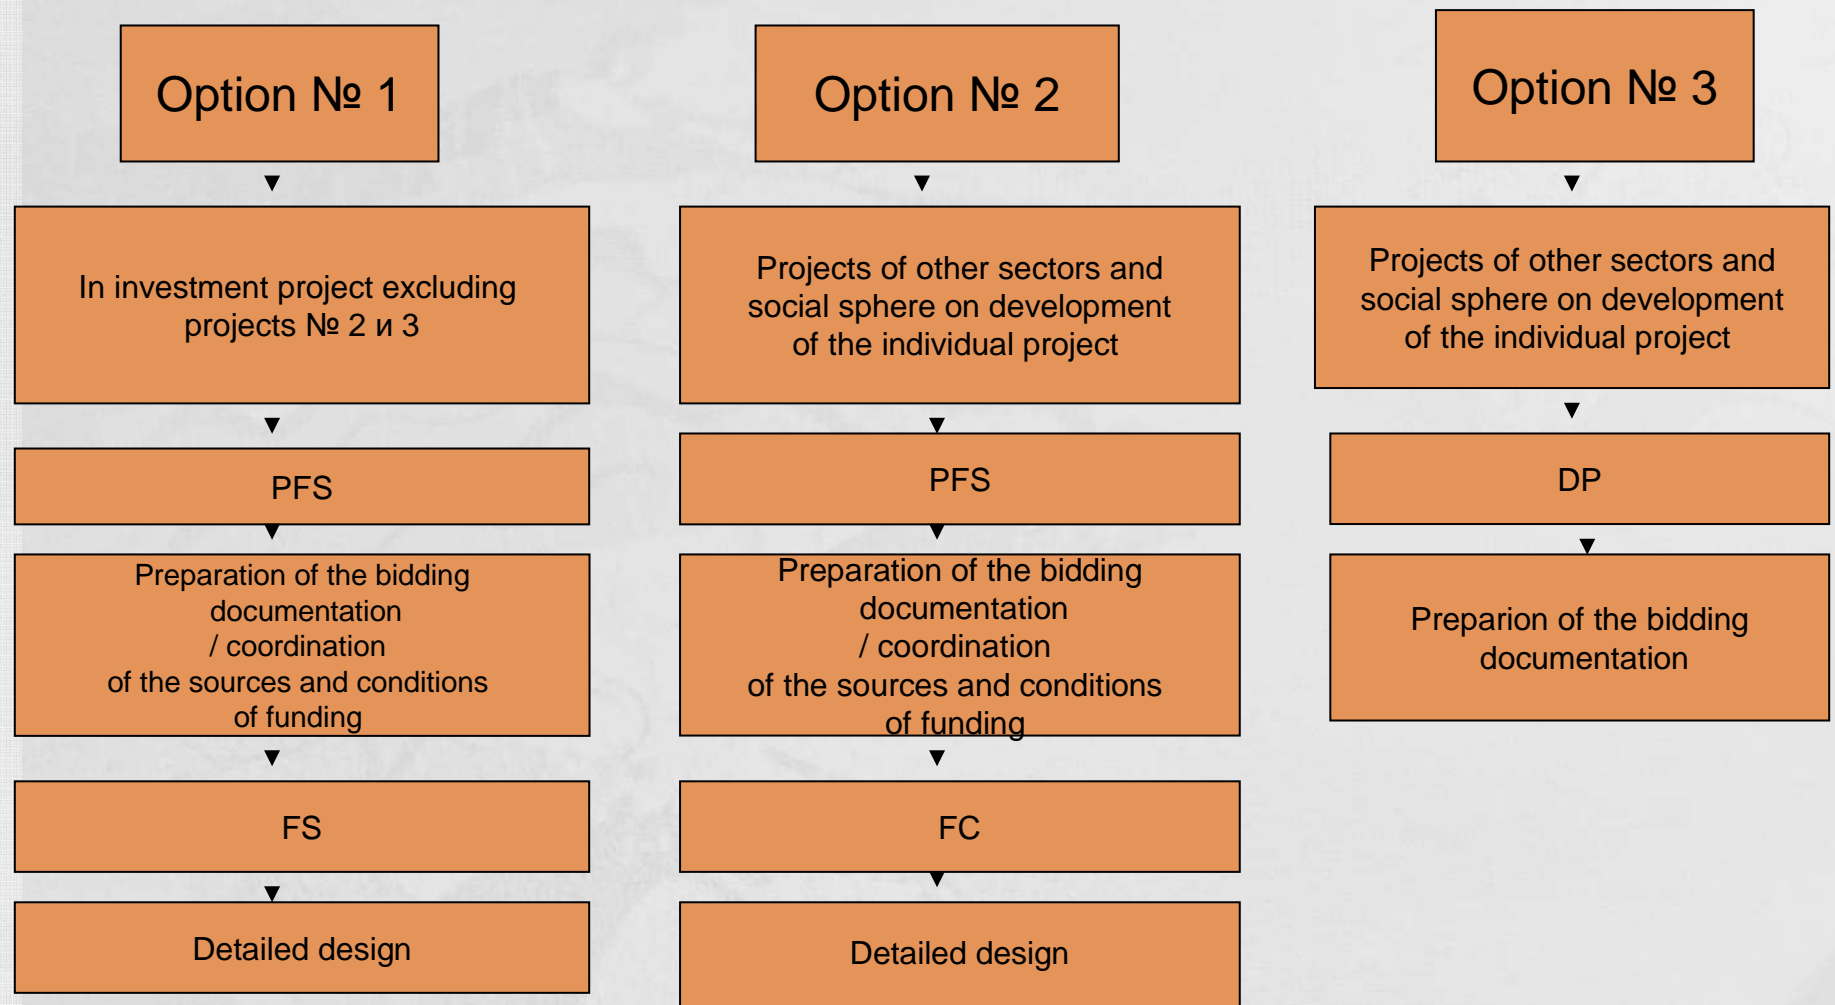 Option № 1
In investment project excluding
projects № 2 и 3
PFS
Preparation of the bidding
documentation
/ coordination
of the sources and conditions
of funding
FS
Detailed design
Option № 2
Projects of other sectors and
social sphere on development
of the individual project
PFS
Preparation of the bidding
documentation
/ coordination
of the sources and conditions
of funding
FC
Detailed design
Option № 3
Projects of other sectors and
social sphere on development
of the individual project
DP
Preparion of the bidding
documentation